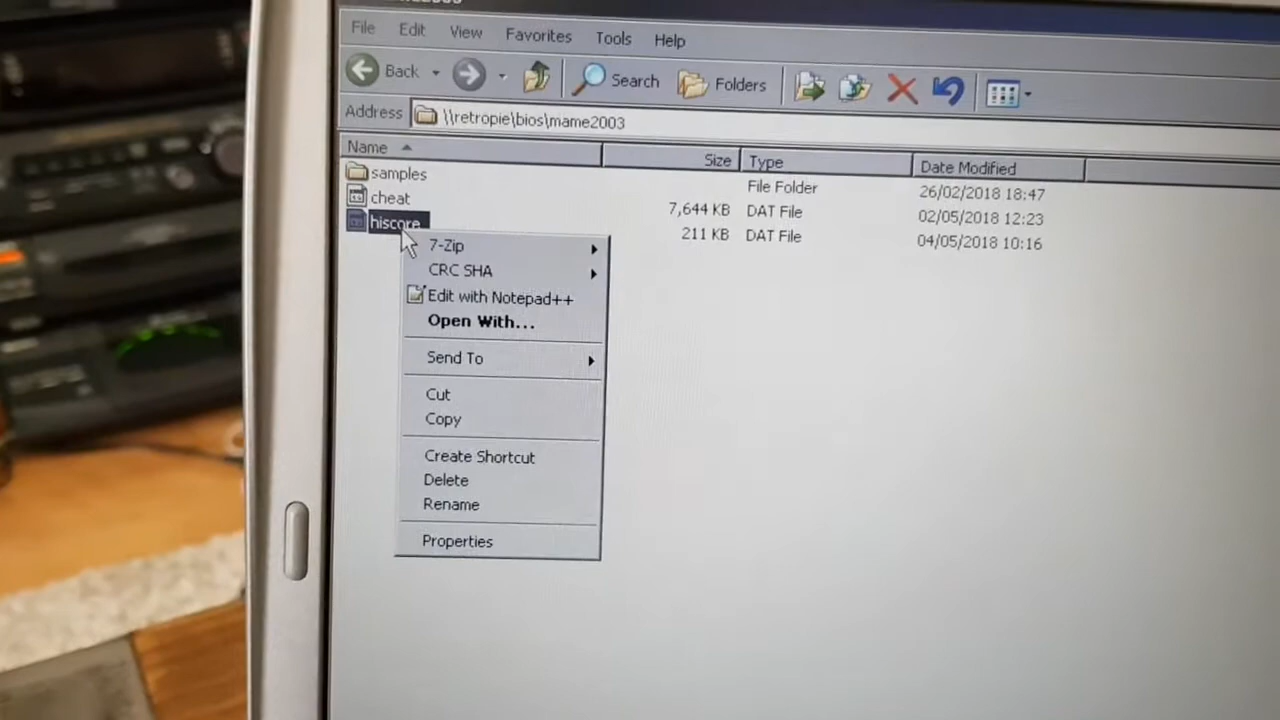 File Edit View Favorites Tools Help
Back Search Folders
Address \\retropie\bios\mame2003
Name Size Type Date Modified
samples File Folder 26/02/2018 18:47
cheat 7,644 KB DAT File 02/05/2018 12:23
hiscore 211 KB DAT File 04/05/2018 10:16
7-Zip
CRC SHA
Edit with Notepad++
Open With...
Send To
Cut
Copy
Create Shortcut
Delete
Rename
Properties